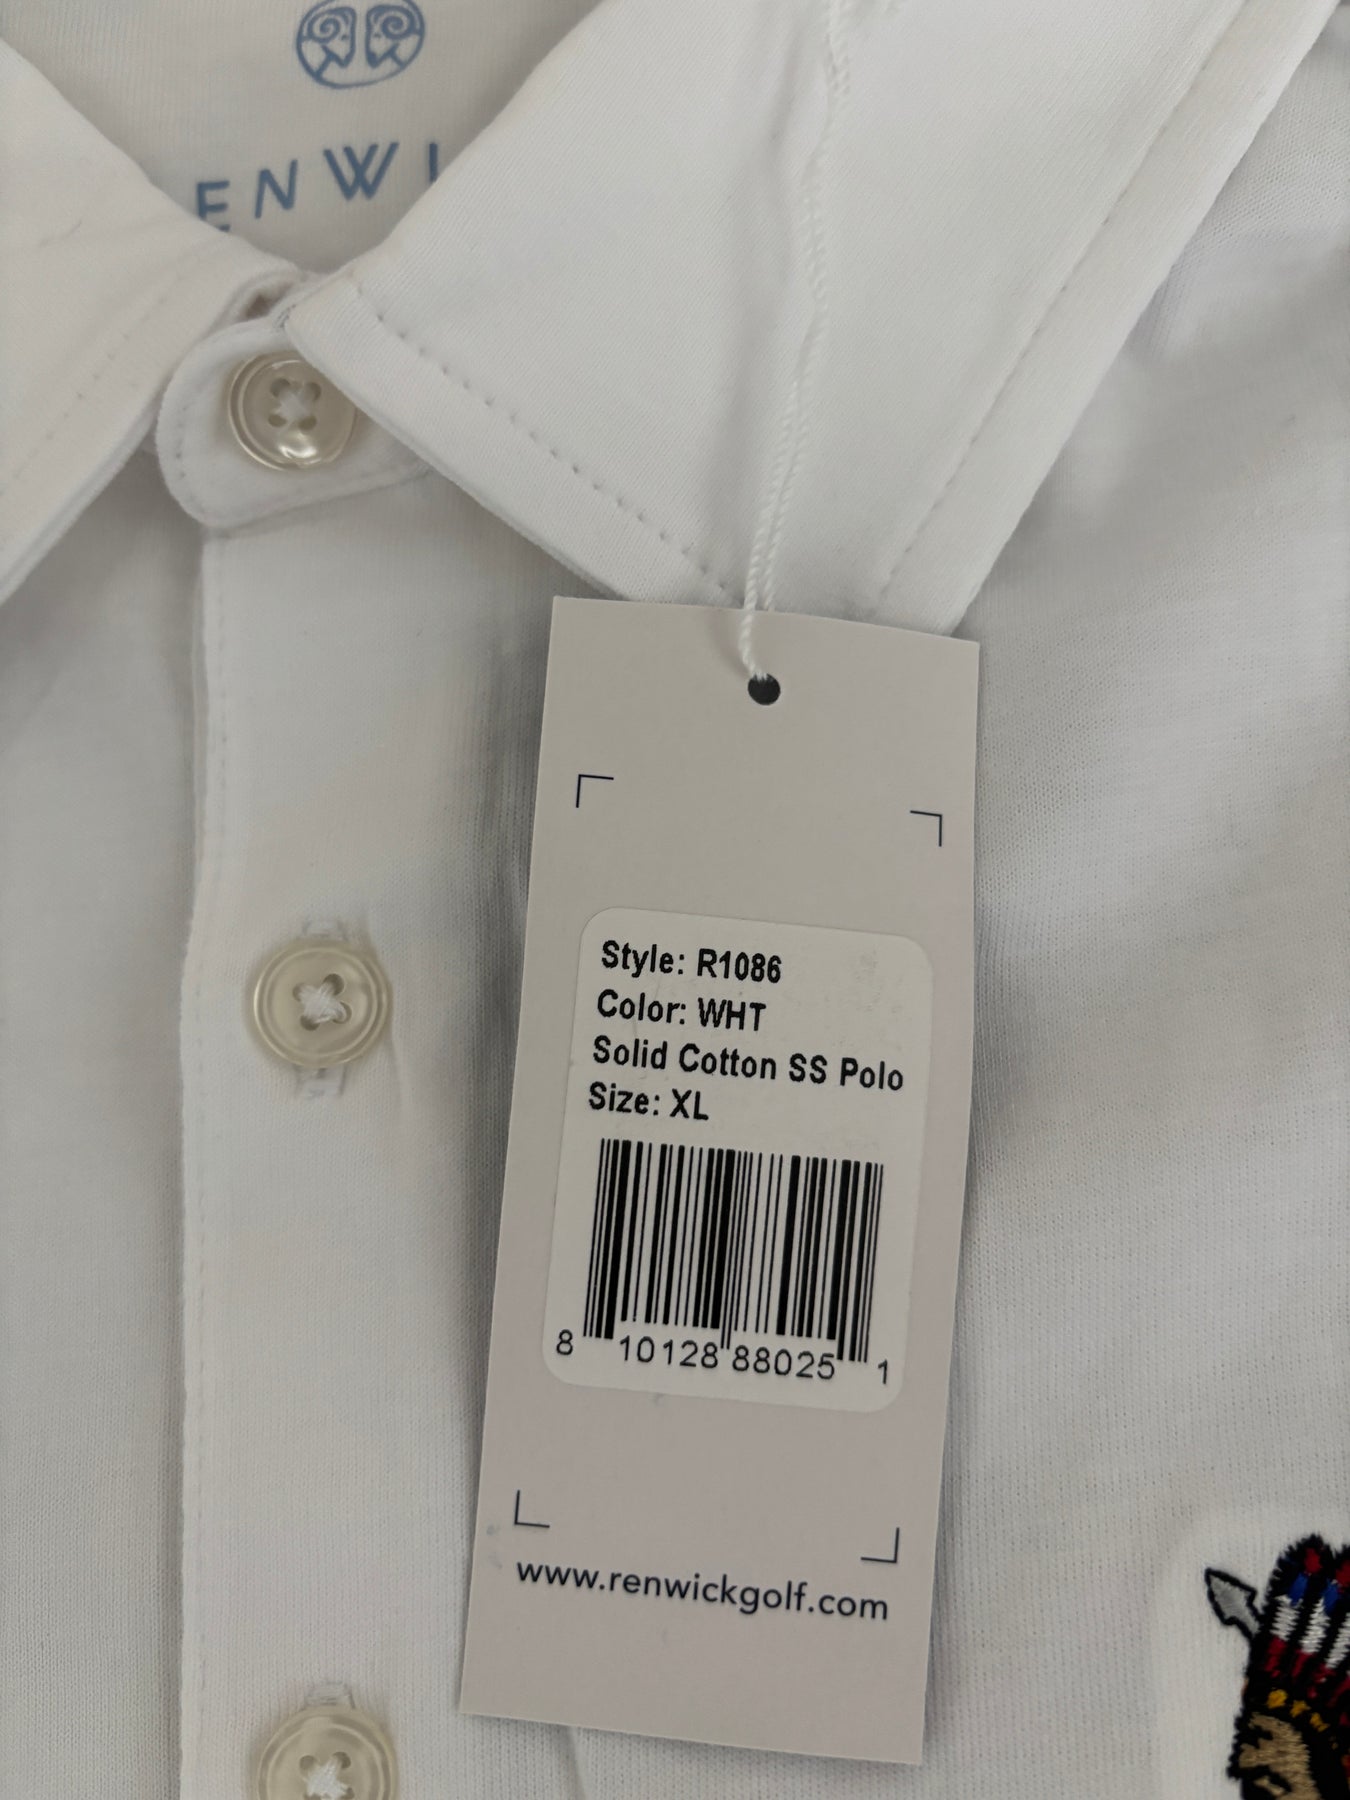 ENWI
Style: R1086
Color: WHT
Solid Cotton SS Polo
Size: XL
8 10128 88025 1
www.renwickgolf.com